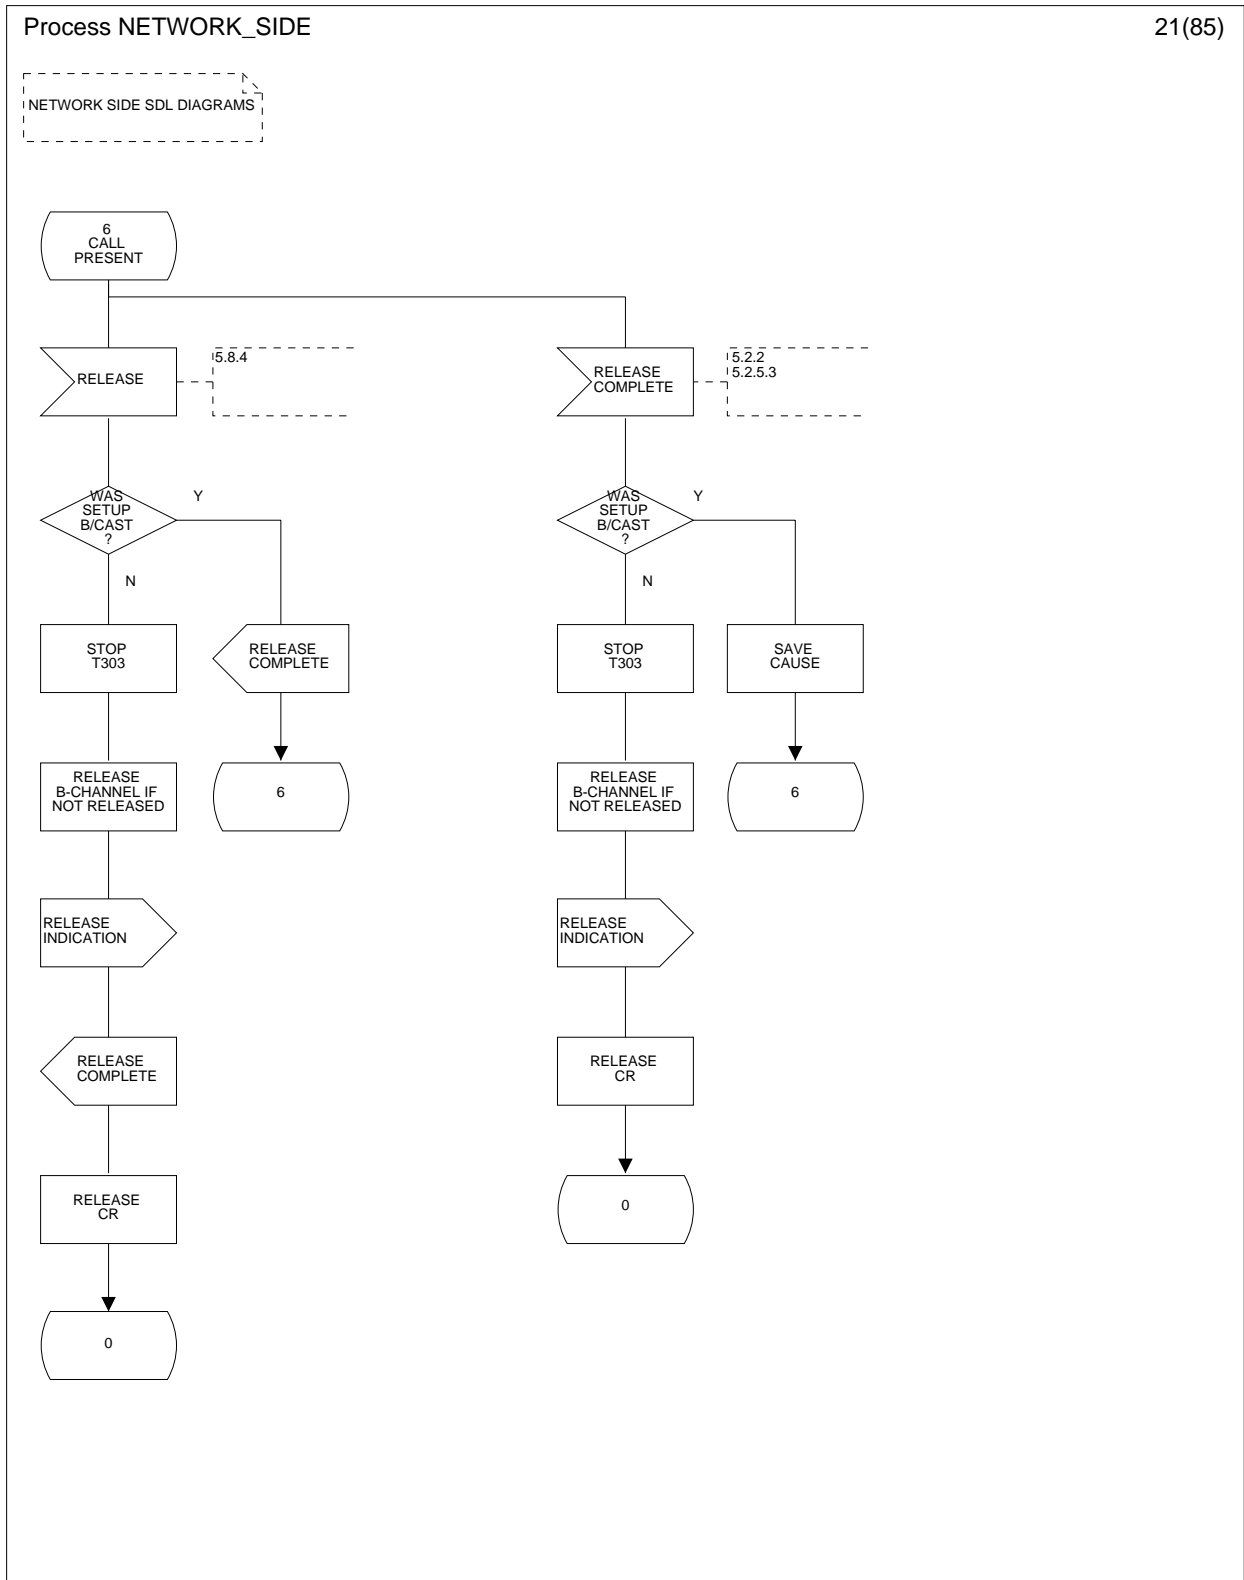 Process NETWORK_SIDE
21(85)
NETWORK SIDE SDL DIAGRAMS
6
CALL
PRESENT
RELEASE
5.8.4
RELEASE
COMPLETE
5.2.2
5.2.5.3
WAS
SETUP
B/CAST
?
Y
N
WAS
SETUP
B/CAST
?
Y
N
STOP
T303
RELEASE
COMPLETE
STOP
T303
SAVE
CAUSE
RELEASE
B-CHANNEL IF
NOT RELEASED
6
RELEASE
B-CHANNEL IF
NOT RELEASED
6
RELEASE
INDICATION
RELEASE
INDICATION
RELEASE
COMPLETE
RELEASE
CR
RELEASE
CR
0
0